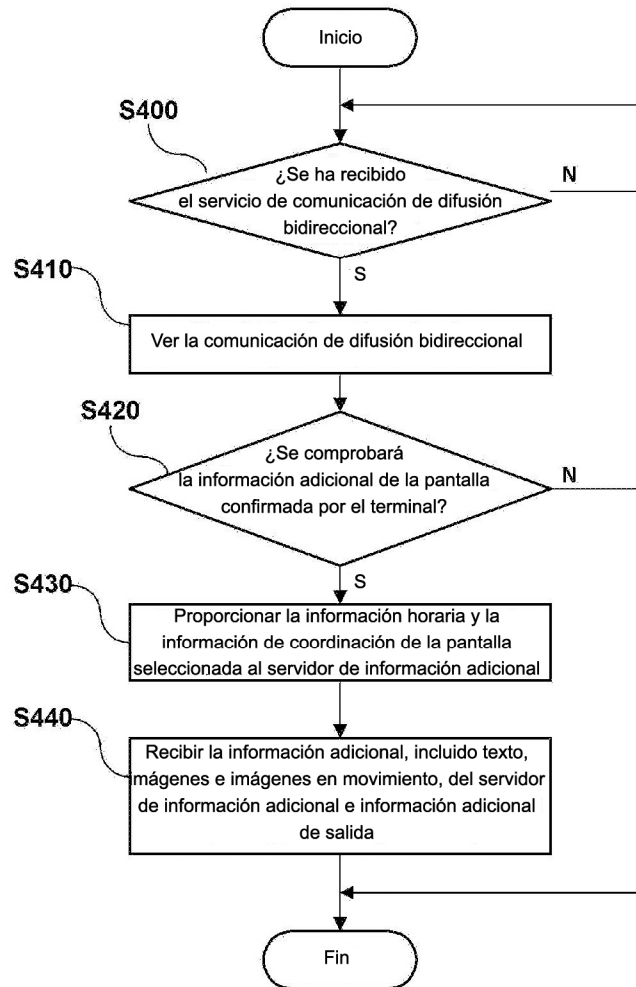 Inicio
S400
¿Se ha recibido
el servicio de comunicación de difusión
bidireccional?
N
S
S410
Ver la comunicación de difusión bidireccional
S420
¿Se comprobará
la información adicional de la pantalla
confirmada por el terminal?
N
S
S430
Proporcionar la información horaria y la
información de coordinación de la pantalla
seleccionada al servidor de información adicional
S440
Recibir la información adicional, incluido texto,
mágenes e imágenes en movimiento, del servidor
de información adicional e información adicional
de salida
Fin